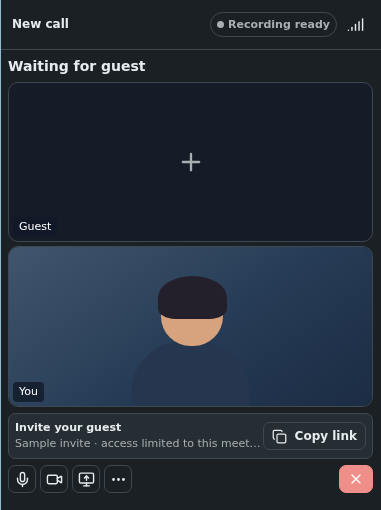 New call
Recording ready
Waiting for guest
Guest
You
Invite your guest
Sample invite · access limited to this meet...
Copy link